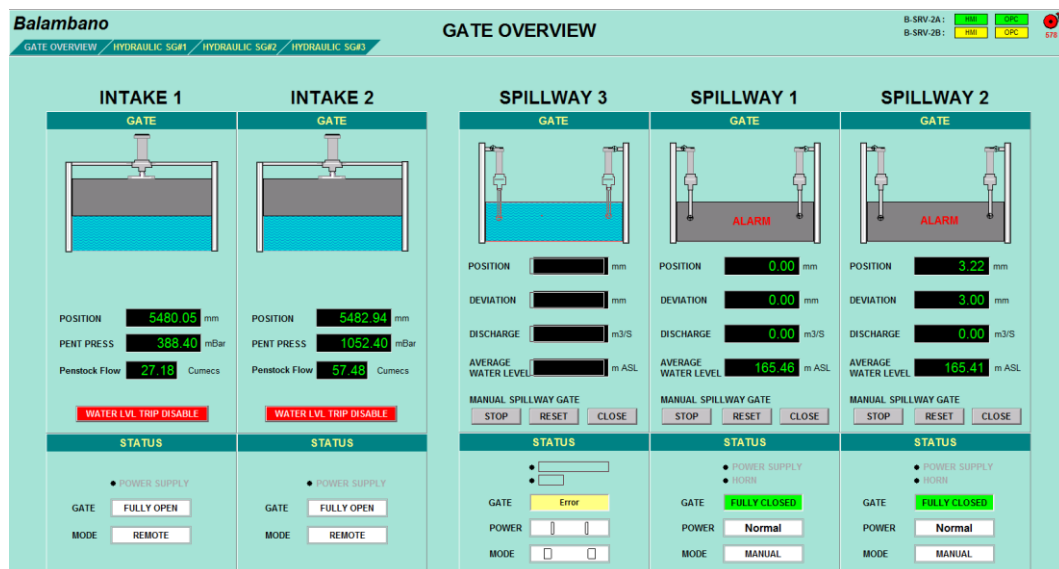 Balambano
GATE OVERVIEW
B-SRV-2A : HMI OPC
B-SRV-2B : HMI OPC
578
GATE OVERVIEW HYDRAULIC SG#1 HYDRAULIC SG#2 HYDRAULIC SG#3
INTAKE 1
GATE
POSITION 5480.05 mm
PENT PRESS 388.40 mBar
Penstock Flow 27.18 Cumecs
WATER LVL TRIP DISABLE
STATUS
POWER SUPPLY
GATE FULLY OPEN
MODE REMOTE
INTAKE 2
GATE
POSITION 5482.94 mm
PENT PRESS 1052.40 mBar
Penstock Flow 57.48 Cumecs
WATER LVL TRIP DISABLE
STATUS
POWER SUPPLY
GATE FULLY OPEN
MODE REMOTE
SPILLWAY 3
GATE
POSITION mm
DEVIATION mm
DISCHARGE m3/S
AVERAGE
WATER LEVEL m ASL
MANUAL SPILLWAY GATE
STOP RESET CLOSE
STATUS
GATE Error
POWER
MODE
SPILLWAY 1
GATE
ALARM
POSITION 0.00 mm
DEVIATION 0.00 mm
DISCHARGE 0.00 m3/S
AVERAGE
WATER LEVEL 165.46 m ASL
MANUAL SPILLWAY GATE
STOP RESET CLOSE
STATUS
POWER SUPPLY
HORN
GATE FULLY CLOSED
POWER Normal
MODE MANUAL
SPILLWAY 2
GATE
ALARM
POSITION 3.22 mm
DEVIATION 3.00 mm
DISCHARGE 0.00 m3/S
AVERAGE
WATER LEVEL 165.41 m ASL
MANUAL SPILLWAY GATE
STOP RESET CLOSE
STATUS
POWER SUPPLY
HORN
GATE FULLY CLOSED
POWER Normal
MODE MANUAL